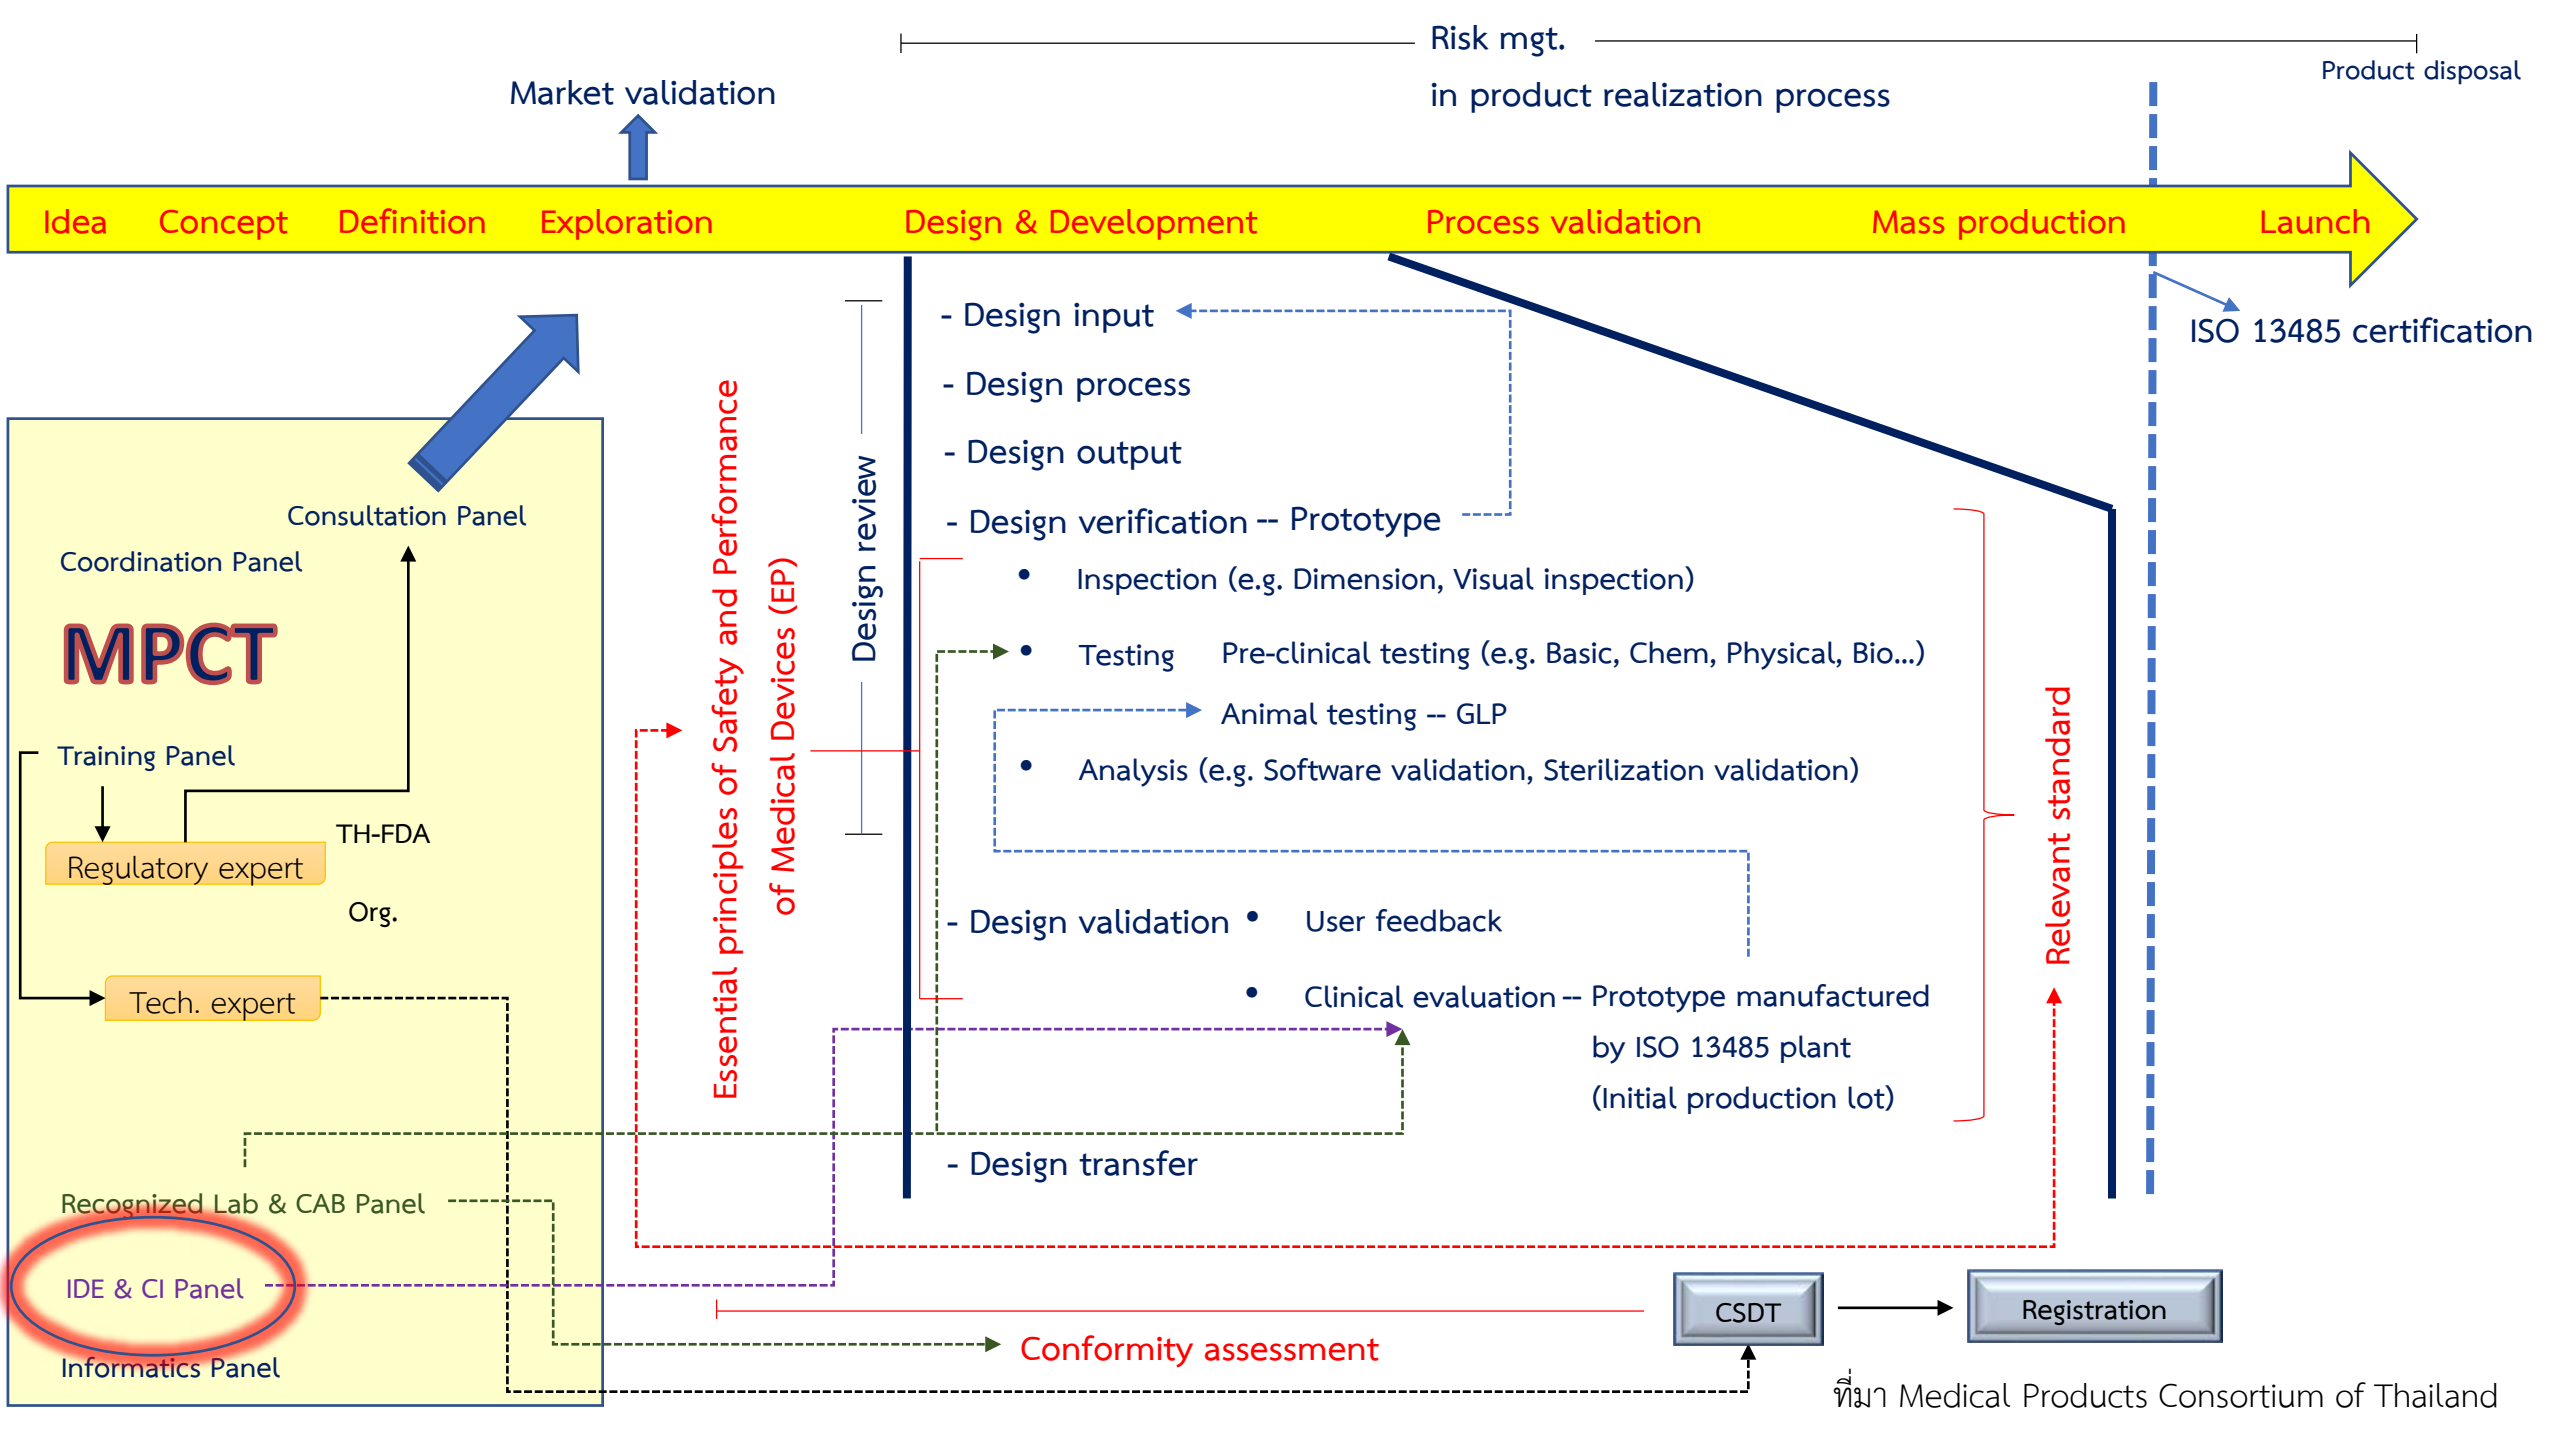 Risk mgt.
in product realization process
Product disposal
Market validation
Idea Concept Definition Exploration Design & Development Process validation Mass production Launch
ISO 13485 certification
- Design input
- Design process
- Design output
- Design verification -- Prototype
• Inspection (e.g. Dimension, Visual inspection)
• Testing Pre-clinical testing (e.g. Basic, Chem, Physical, Bio...)
Animal testing -- GLP
• Analysis (e.g. Software validation, Sterilization validation)
- Design validation • User feedback
• Clinical evaluation -- Prototype manufactured
by ISO 13485 plant
(Initial production lot)
- Design transfer
Design review
Essential principles of Safety and Performance
of Medical Devices (EP)
Relevant standard
Consultation Panel
Coordination Panel
MPCT
Training Panel
TH-FDA
Regulatory expert
Org.
Tech. expert
Recognized Lab & CAB Panel
IDE & CI Panel
Informatics Panel
Conformity assessment
CSDT
Registration
ที่มา Medical Products Consortium of Thailand